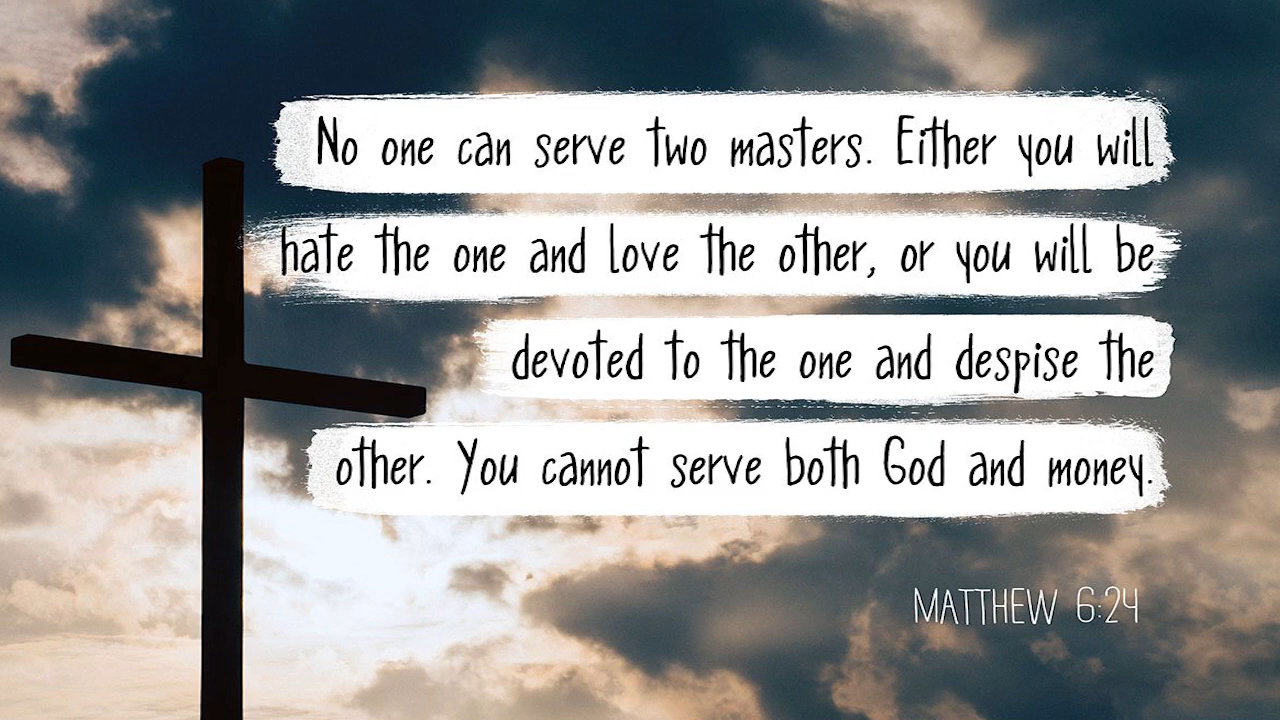 No one can serve two masters. Either you will
hate the one and love the other, or you will be
devoted to the one and despise the
other. You cannot serve both God and money.
MATTHEW 6:24